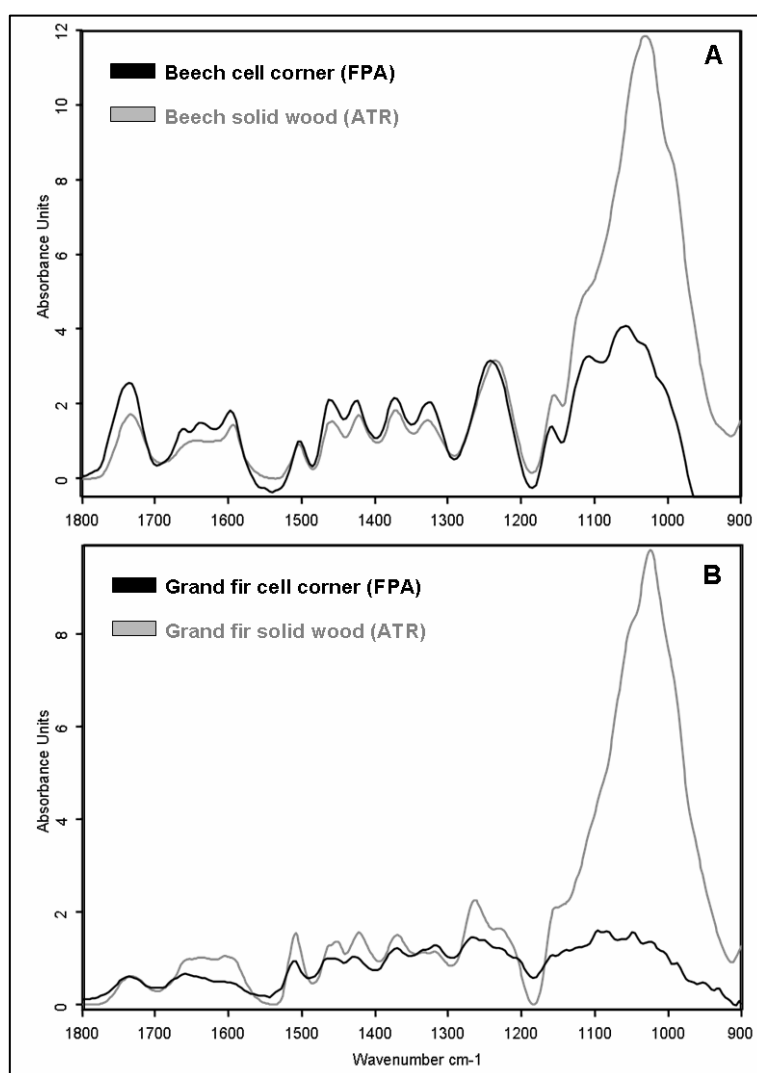 A
Beech cell corner (FPA)
Beech solid wood (ATR)
Absorbance Units
12
10
8
6
4
2
0
1800 1700 1600 1500 1400 1300 1200 1100 1000 900
B
Grand fir cell corner (FPA)
Grand fir solid wood (ATR)
Absorbance Units
8
6
4
2
0
1800 1700 1600 1500 1400 1300 1200 1100 1000 900
Wavenumber cm-1